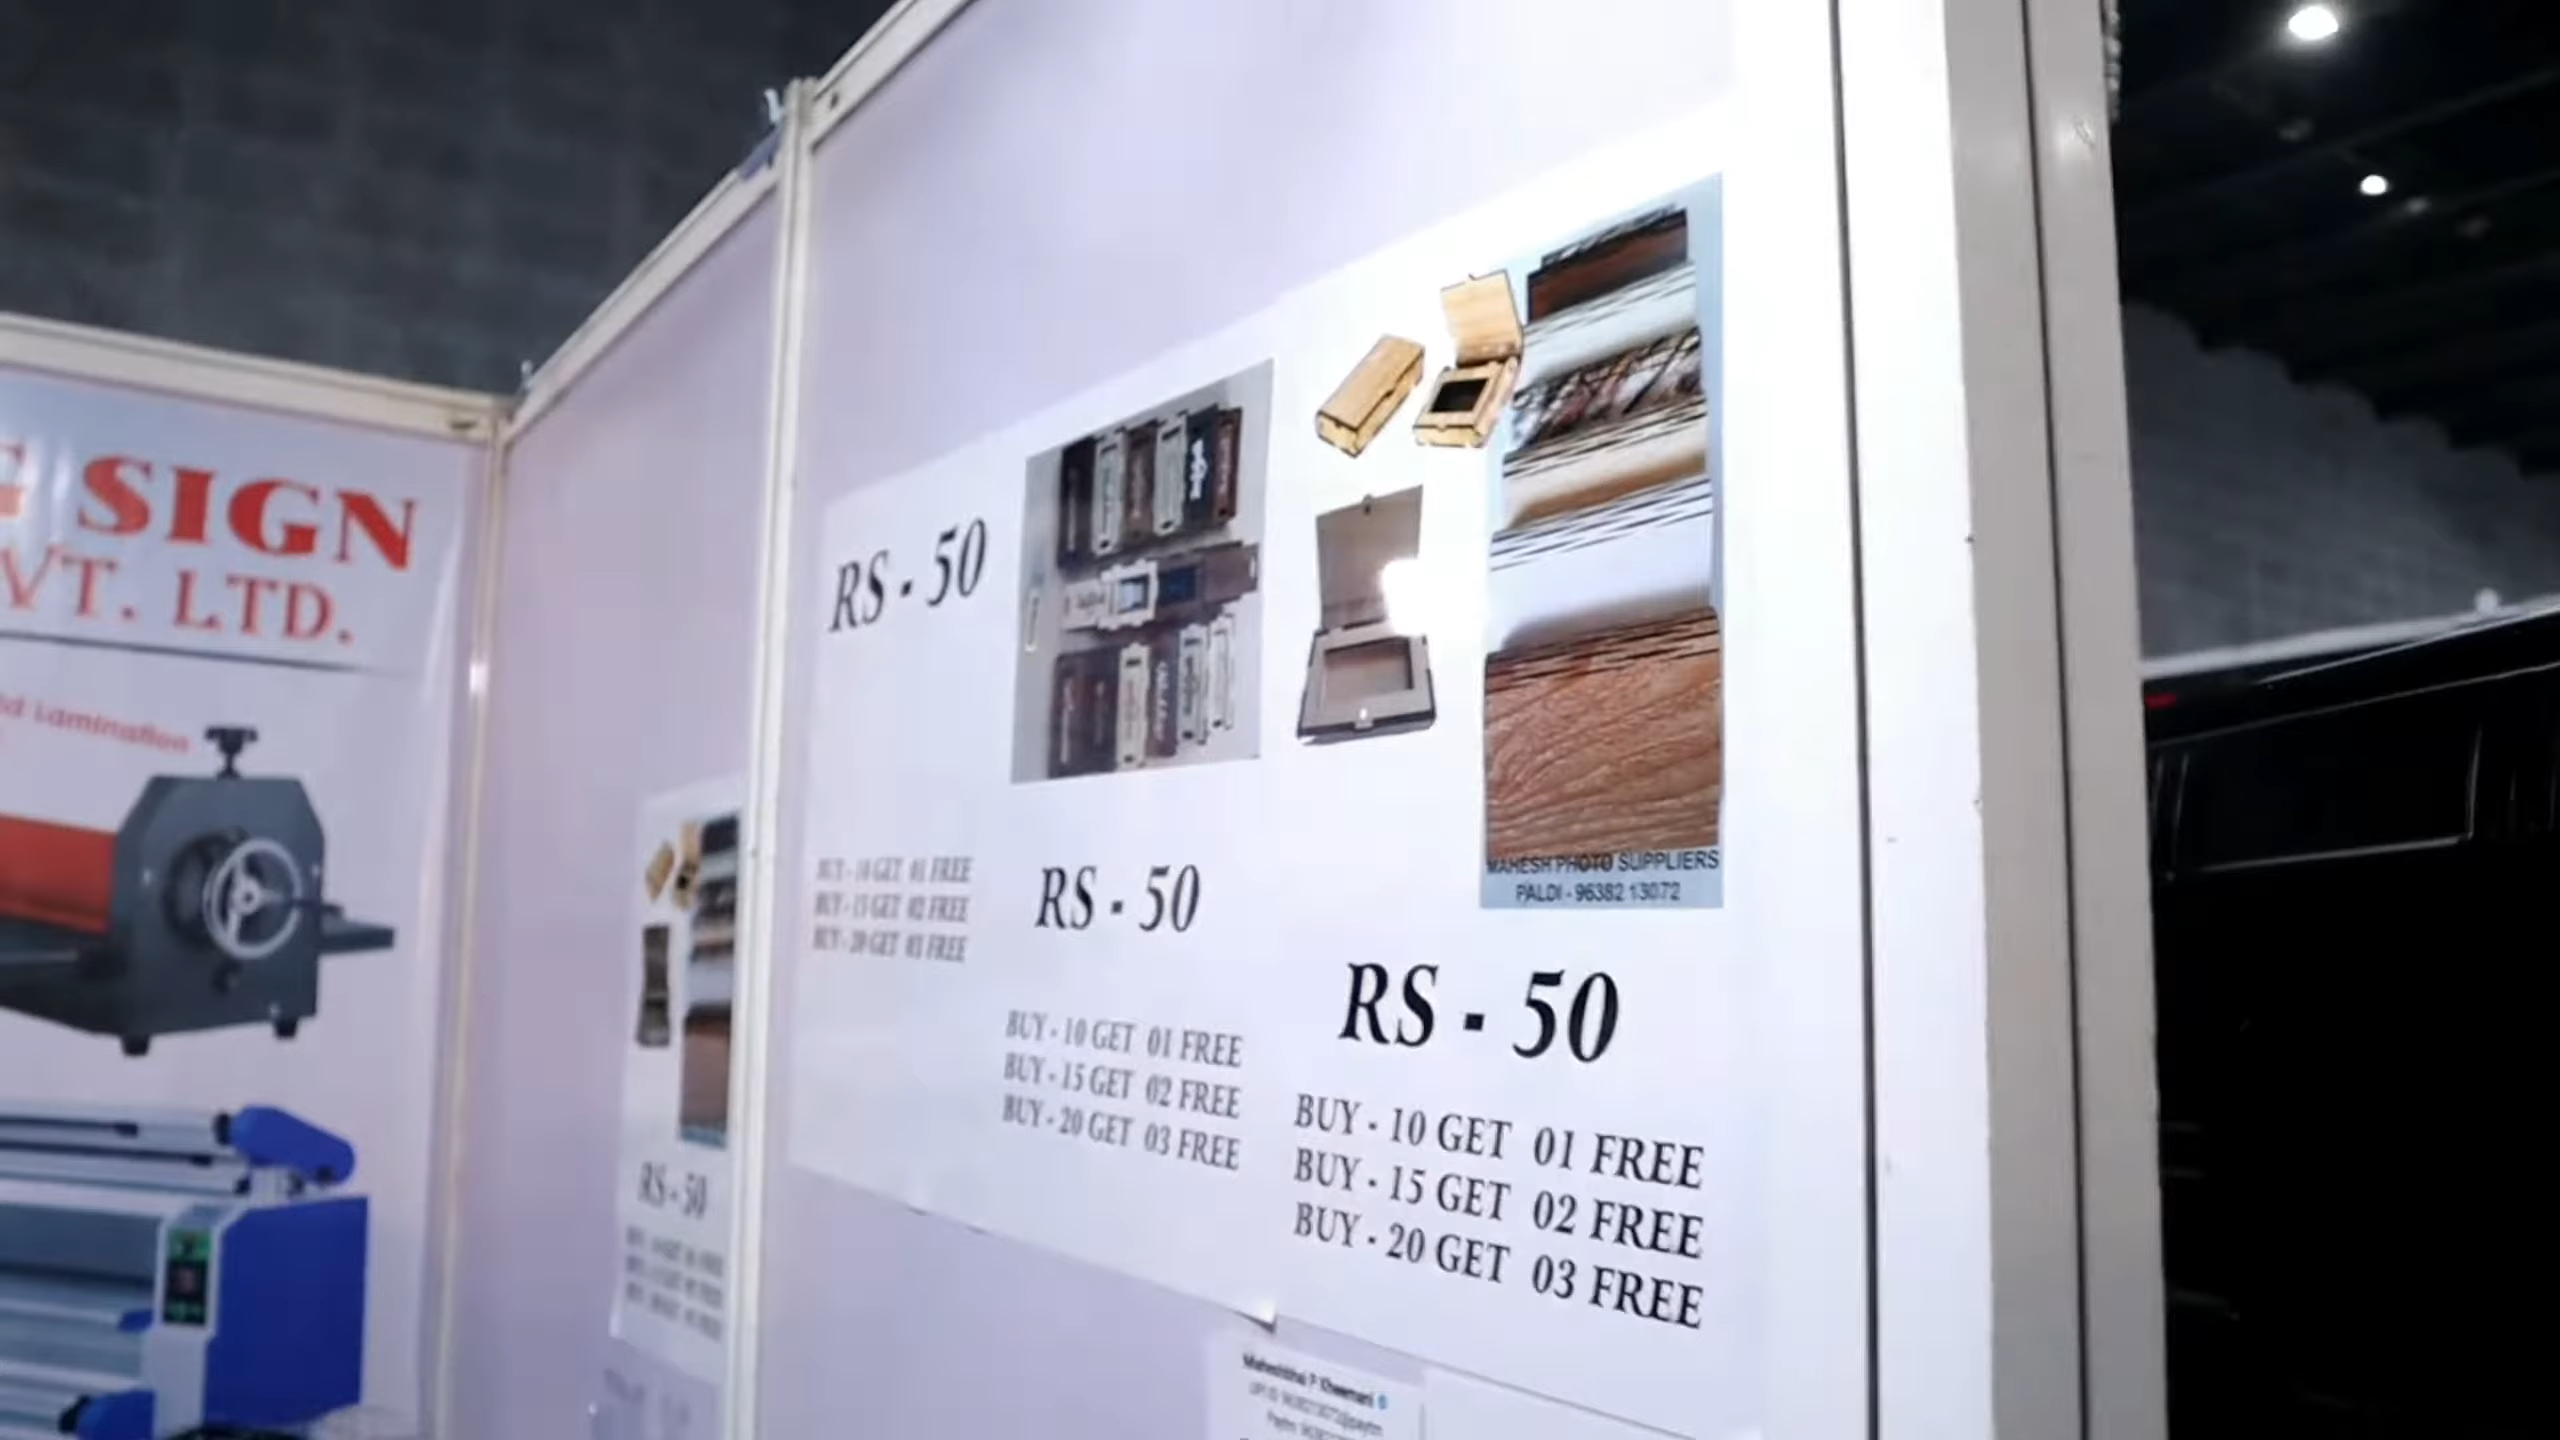 SIGN
VT. LTD.
Lamination
RS - 50
BUY - 10 GET 01 FREE
BUY - 15 GET 02 FREE
BUY - 20 GET 03 FREE
RS - 50
BUY - 10 GET 01 FREE
BUY - 15 GET 02 FREE
BUY - 20 GET 03 FREE
MAHESH PHOTO SUPPLIERS
PALDI - 96382 13072
RS - 50
BUY - 10 GET 01 FREE
BUY - 15 GET 02 FREE
BUY - 20 GET 03 FREE
RS - 50